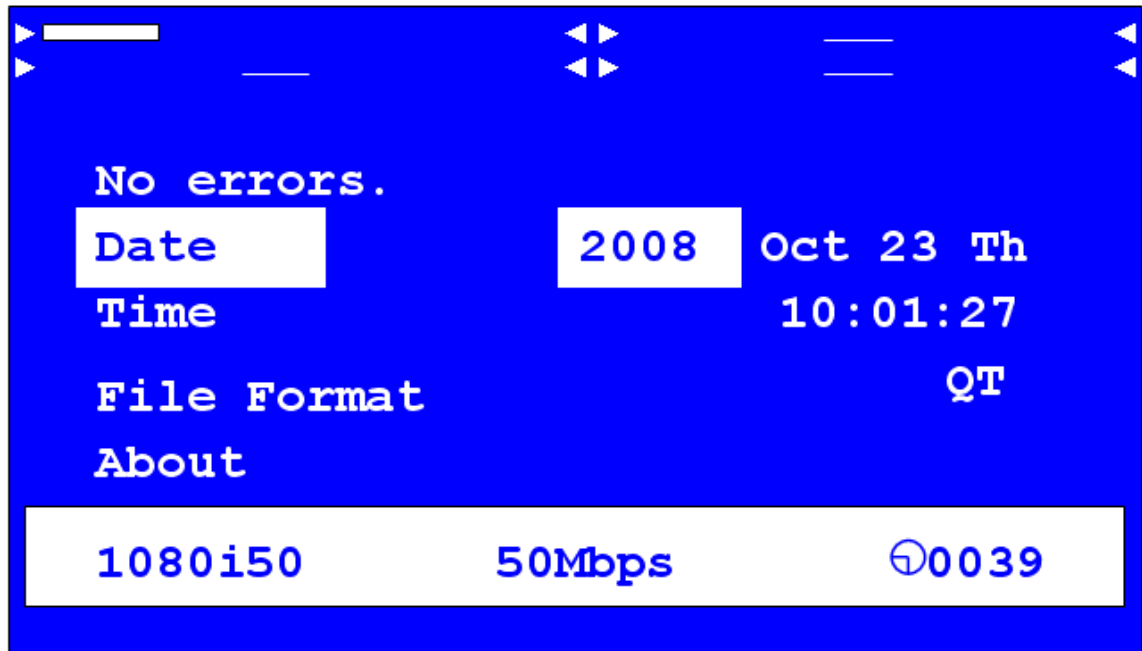 No errors.
Date 2008 Oct 23 Th
Time 10:01:27
File Format QT
About
1080i50 50Mbps 0039